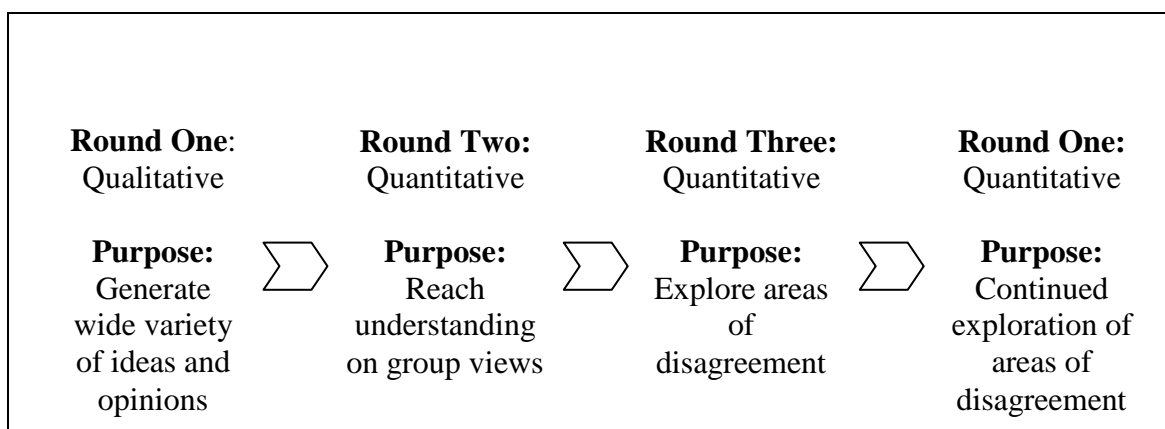 Round One:
Qualitative
Purpose:
Generate
wide variety
of ideas and
opinions
Round Two:
Quantitative
Purpose:
Reach
understanding
on group views
Round Three:
Quantitative
Purpose:
Explore areas
of
disagreement
Round One:
Quantitative
Purpose:
Continued
exploration of
areas of
disagreement